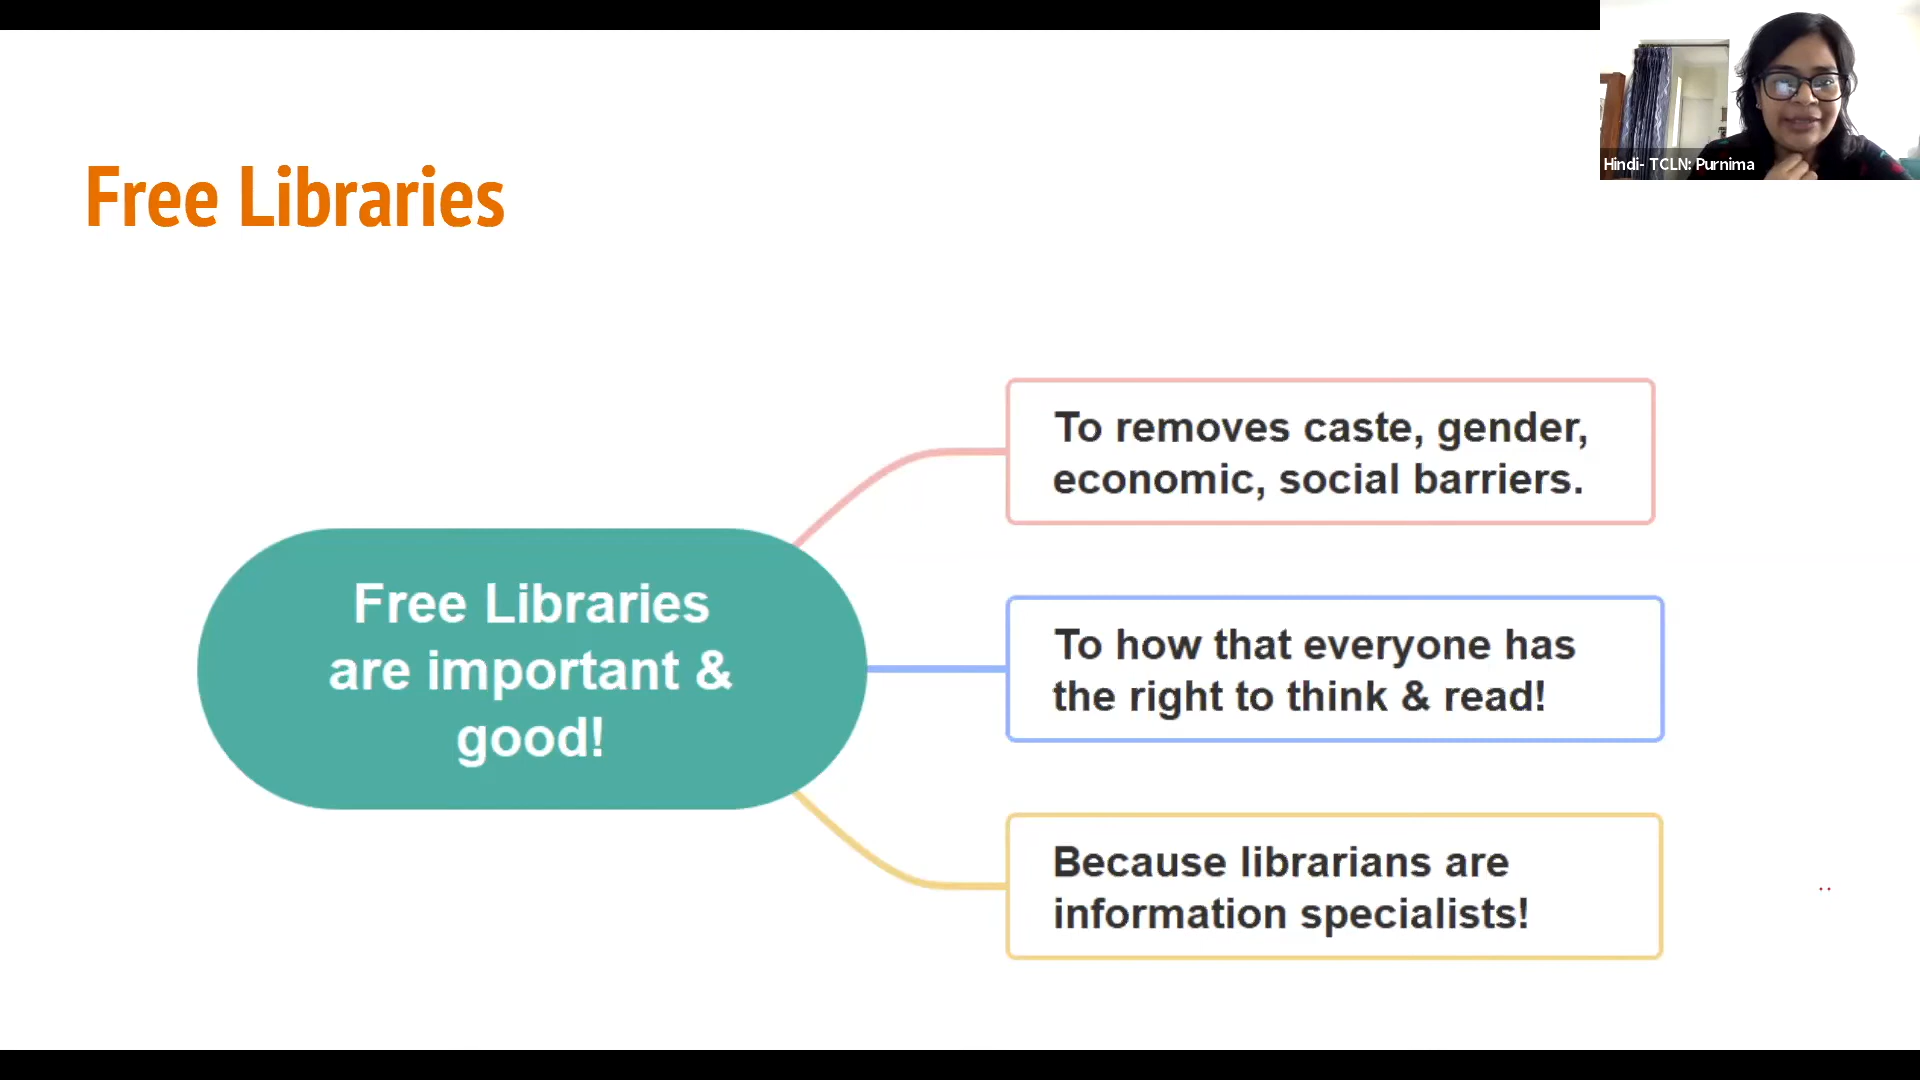 Hindi- TCLN: Purnima
Free Libraries
Free Libraries
are important &
good!
To removes caste, gender,
economic, social barriers.
To how that everyone has
the right to think & read!
Because librarians are
information specialists!